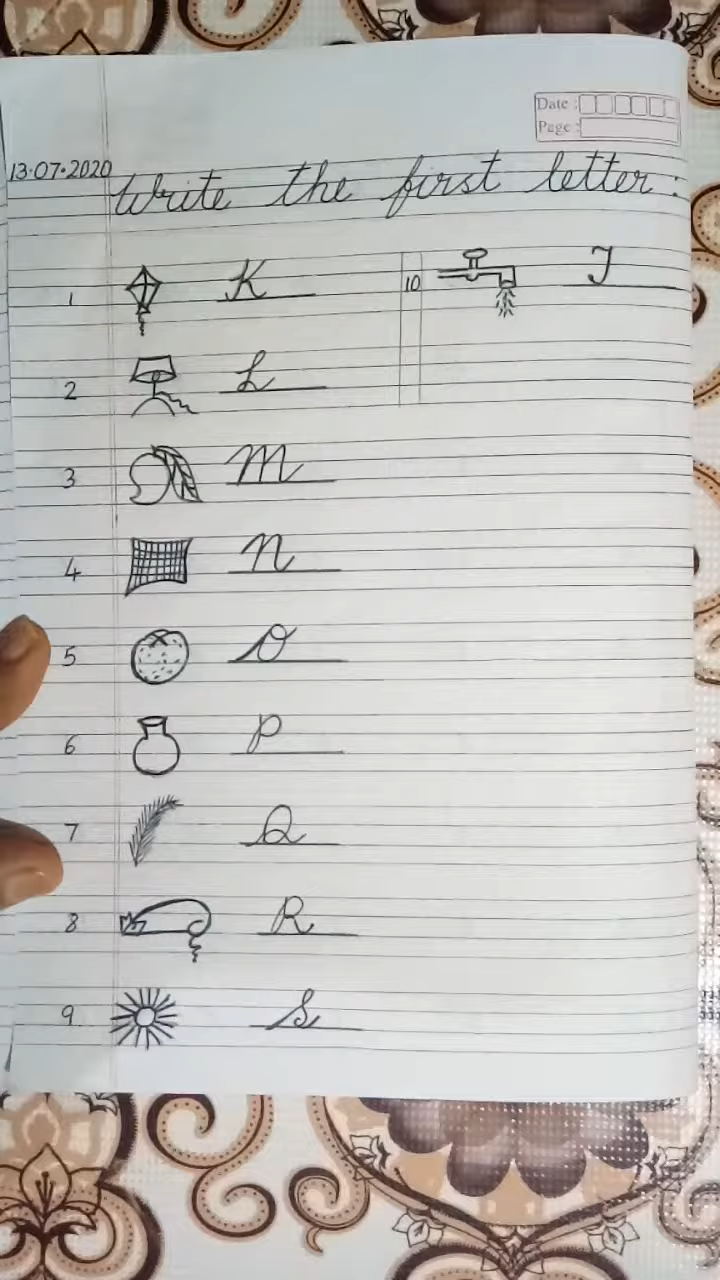 Date :
Page :
13.07.2020
Write the first letter :
1 K
2 L
3 M
4 N
5 O
6 P
7 Q
8 R
9 S
10 T